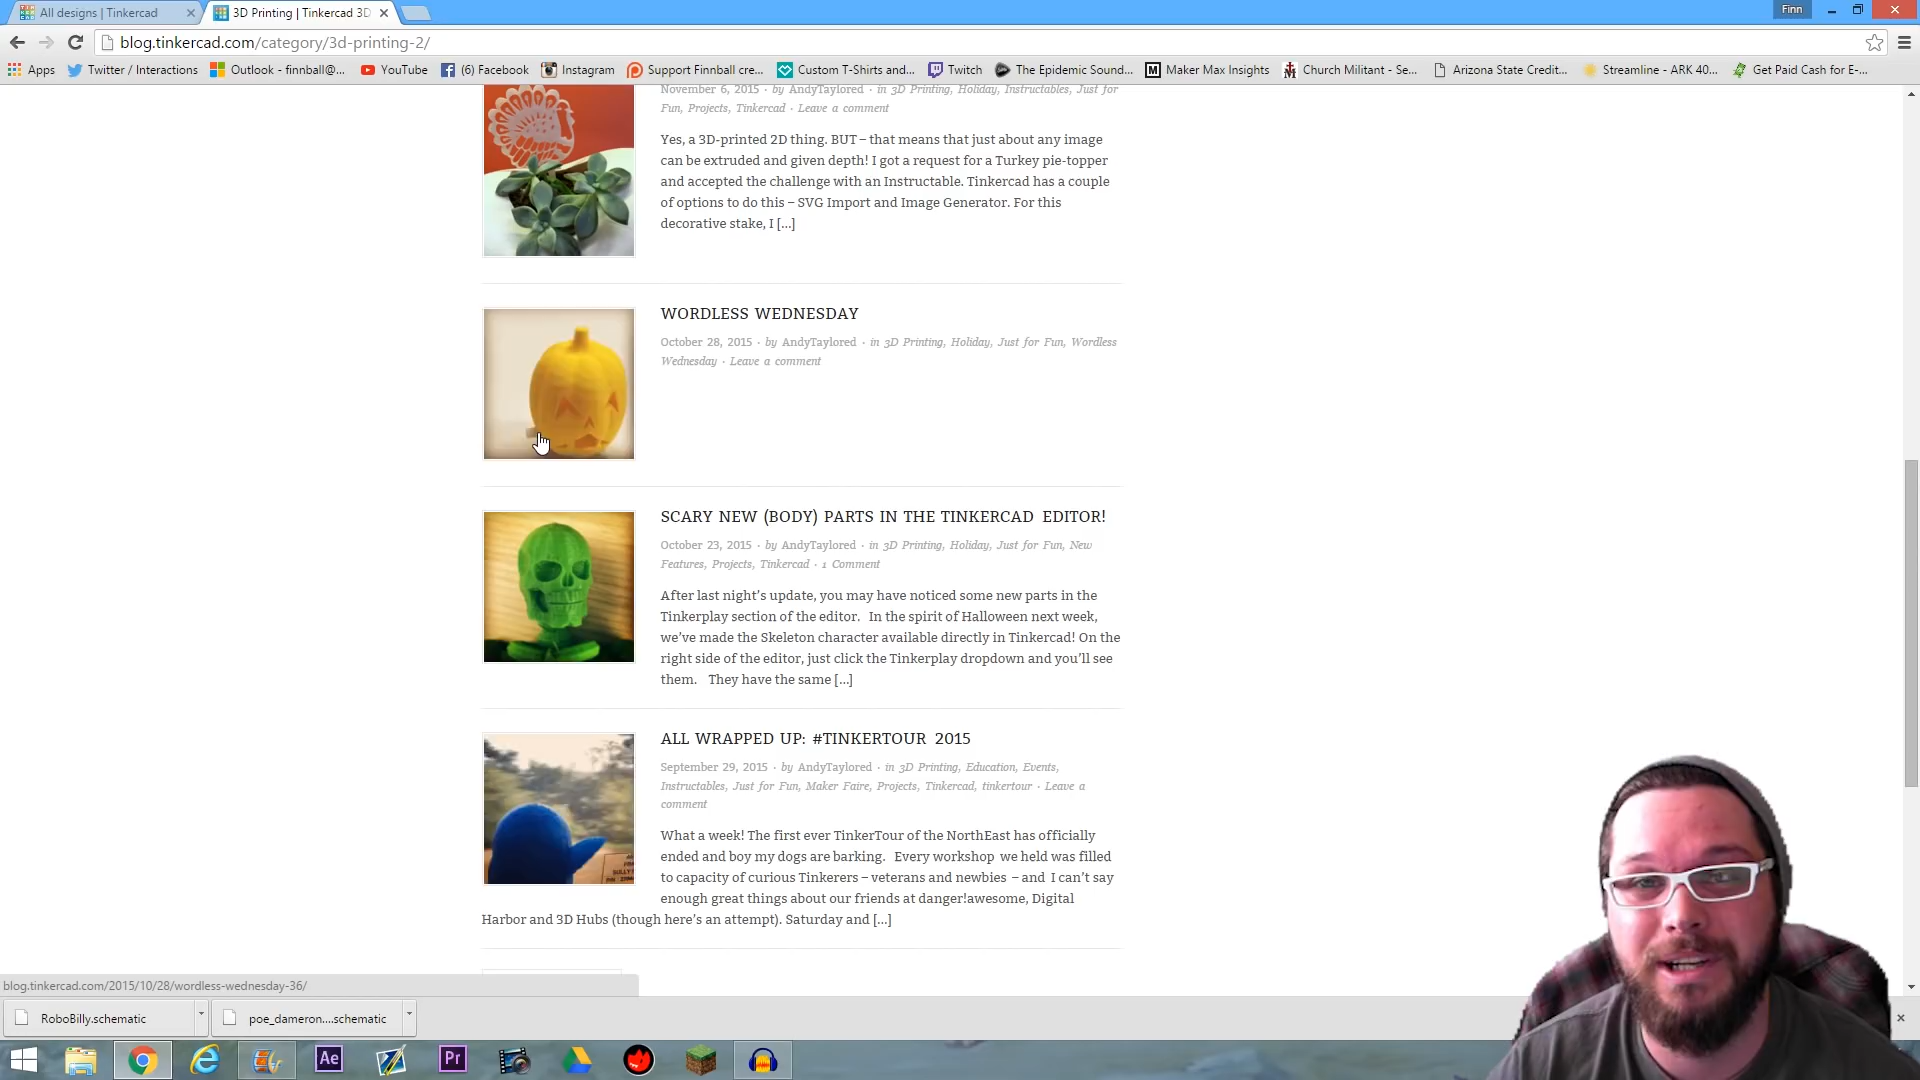 All designs | Tinkercad
3D Printing | Tinkercad 3D
Finn
blog.tinkercad.com/category/3d-printing-2/
Apps
Twitter / Interactions
Outlook - finnball@...
YouTube
(6) Facebook
Instagram
Support Finnball cre...
Custom T-Shirts and...
Twitch
The Epidemic Sound...
Maker Max Insights
Church Militant - Se...
Arizona State Credit...
Streamline - ARK 40...
Get Paid Cash for E-...
November 6, 2015 · by AndyTaylored · in 3D Printing, Holiday, Instructables, Just for
Fun, Projects, Tinkercad · Leave a comment
Yes, a 3D-printed 2D thing. BUT – that means that just about any image
can be extruded and given depth! I got a request for a Turkey pie-topper
and accepted the challenge with an Instructable. Tinkercad has a couple
of options to do this – SVG Import and Image Generator. For this
decorative stake, I [...]
WORDLESS WEDNESDAY
October 28, 2015 · by AndyTaylored · in 3D Printing, Holiday, Just for Fun, Wordless
Wednesday · Leave a comment
SCARY NEW (BODY) PARTS IN THE TINKERCAD EDITOR!
October 23, 2015 · by AndyTaylored · in 3D Printing, Holiday, Just for Fun, New
Features, Projects, Tinkercad · 1 Comment
After last night's update, you may have noticed some new parts in the
Tinkerplay section of the editor. In the spirit of Halloween next week,
we've made the Skeleton character available directly in Tinkercad! On the
right side of the editor, just click the Tinkerplay dropdown and you'll see
them. They have the same [...]
ALL WRAPPED UP: #TINKERTOUR 2015
September 29, 2015 · by AndyTaylored · in 3D Printing, Education, Events,
Instructables, Just for Fun, Maker Faire, Projects, Tinkercad, tinkertour · Leave a
comment
What a week! The first ever TinkerTour of the NorthEast has officially
ended and boy my dogs are barking. Every workshop we held was filled
to capacity of curious Tinkerers – veterans and newbies – and I can't say
enough great things about our friends at danger!awesome, Digital
Harbor and 3D Hubs (though here's an attempt). Saturday and [...]
blog.tinkercad.com/2015/10/28/wordless-wednesday-36/
RoboBilly.schematic
poe_dameron....schematic
Ae
Pr